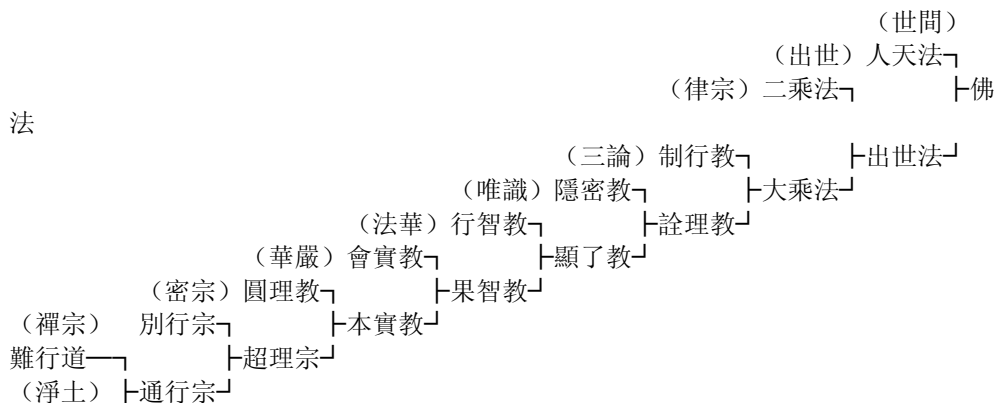 （世間）
（出世）人天法┐
（律宗）二乘法┐　├佛
法
（三論）制行教┐　├出世法┘
（唯識）隱密教┐　├大乘法┘
（法華）行智教┐　├詮理教┘
（華嚴）會實教┐　├顯了教┘
（密宗）圓理教┐　├果智教┘
（禪宗）　別行宗┐　├本實教┘
難行道──┐　├超理宗┘
（淨土）├通行宗┘